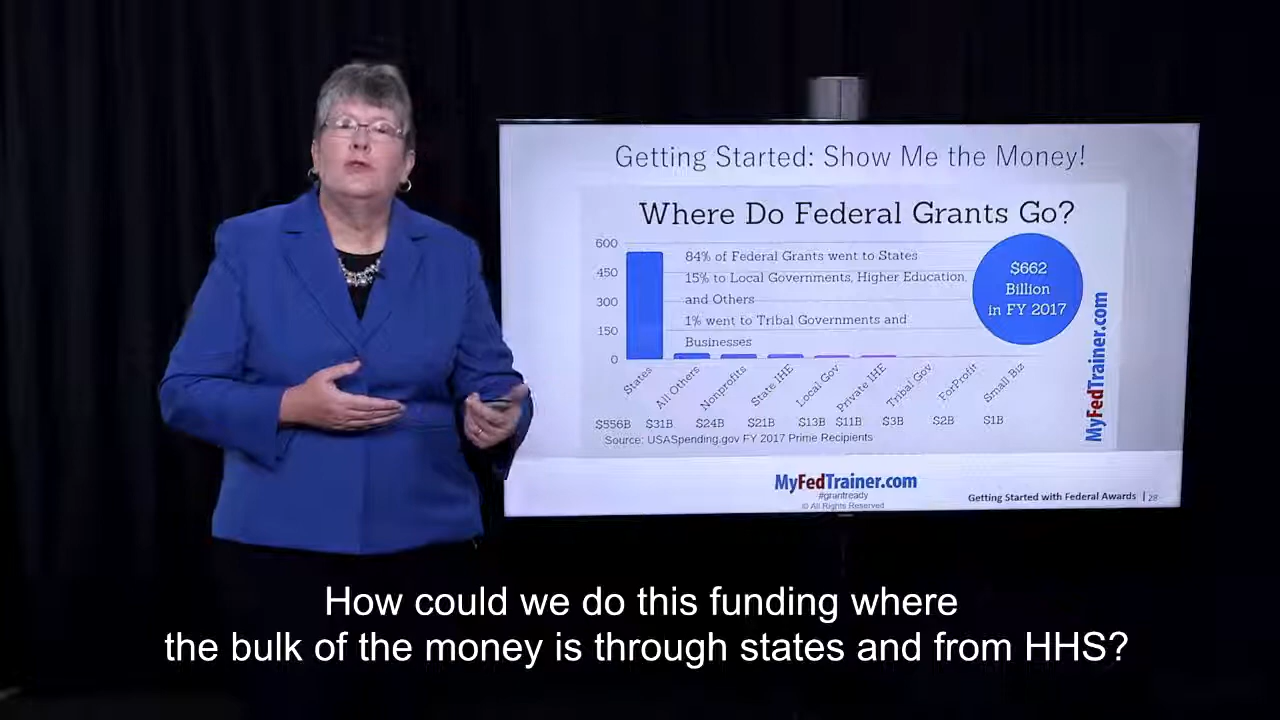 Getting Started: Show Me the Money!
Where Do Federal Grants Go?
600
450
300
150
0
84% of Federal Grants went to States
15% to Local Governments, Higher Education,
and Others
1% went to Tribal Governments and
Businesses
$662
Billion
in FY 2017
MyFedTrainer.com
States
All Others
Nonprofits
State IHE
Local Gov
Private IHE
Tribal Gov
ForProfit
Small Biz
$556B $31B $24B $21B $13B $11B $3B $2B $1B
Source: USASpending.gov FY 2017 Prime Recipients
MyFedTrainer.com
#grantready
© All Rights Reserved
Getting Started with Federal Awards | 28
How could we do this funding where
the bulk of the money is through states and from HHS?